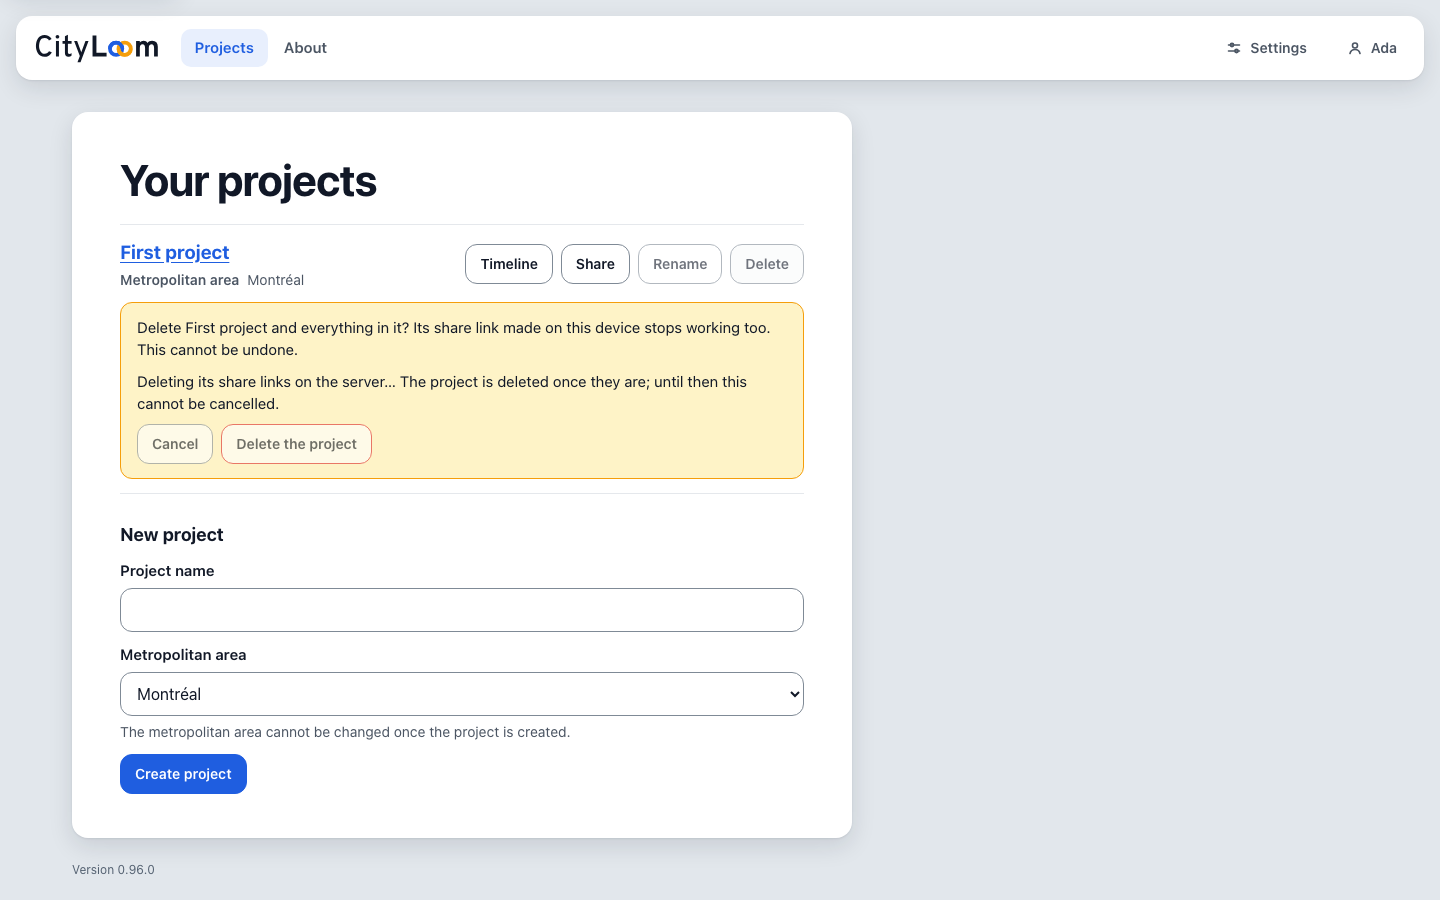 CityLoom
Projects
About
Settings
Ada
Your projects
First project
Metropolitan area Montréal
Timeline
Share
Rename
Delete
Delete First project and everything in it? Its share link made on this device stops working too.
This cannot be undone.
Deleting its share links on the server... The project is deleted once they are; until then this
cannot be cancelled.
Cancel
Delete the project
New project
Project name
Metropolitan area
Montréal
The metropolitan area cannot be changed once the project is created.
Create project
Version 0.96.0